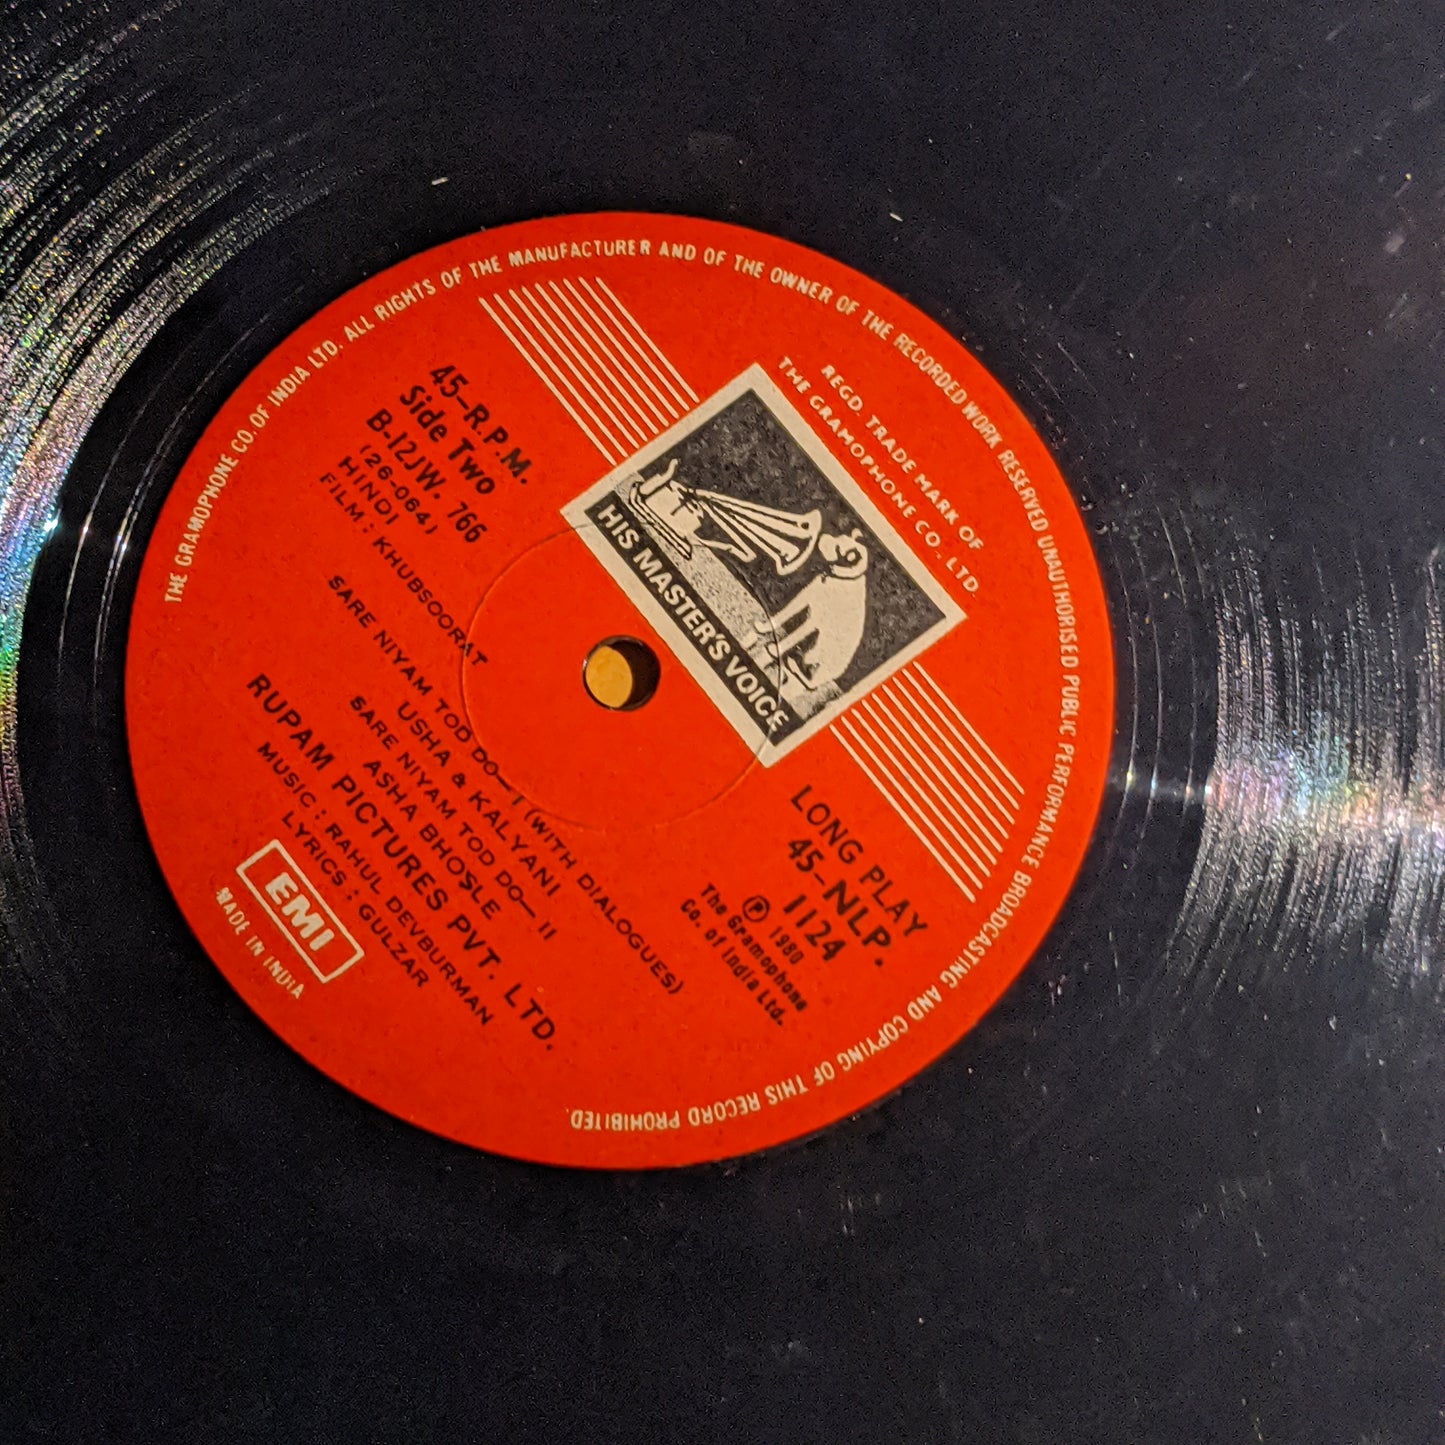 THE GRAMOPHONE CO. OF INDIA LTD. ALL RIGHTS OF THE MANUFACTURER AND OF THE OWNER OF THE RECORDED WORK RESERVED UNAUTHORISED PUBLIC PERFORMANCE BROADCASTING AND COPYING OF THIS RECORD PROHIBITED.
REGD. TRADE MARK OF
THE GRAMOPHONE CO., LTD.
HIS MASTER'S VOICE
45-R.P.M.
Side Two
B-12JW. 766
(26-064)
HINDI
FILM : KHUBSOORAT
LONG PLAY
45-NLP.
1124
Ⓟ 1980
The Gramophone
Co. of India Ltd.
SARE NIYAM TOD DO—I (WITH DIALOGUES)
USHA & KALYANI
SARE NIYAM TOD DO—II
ASHA BHOSLE
RUPAM PICTURES PVT. LTD.
MUSIC : RAHUL DEVBURMAN
LYRICS : GULZAR
EMI
MADE IN INDIA